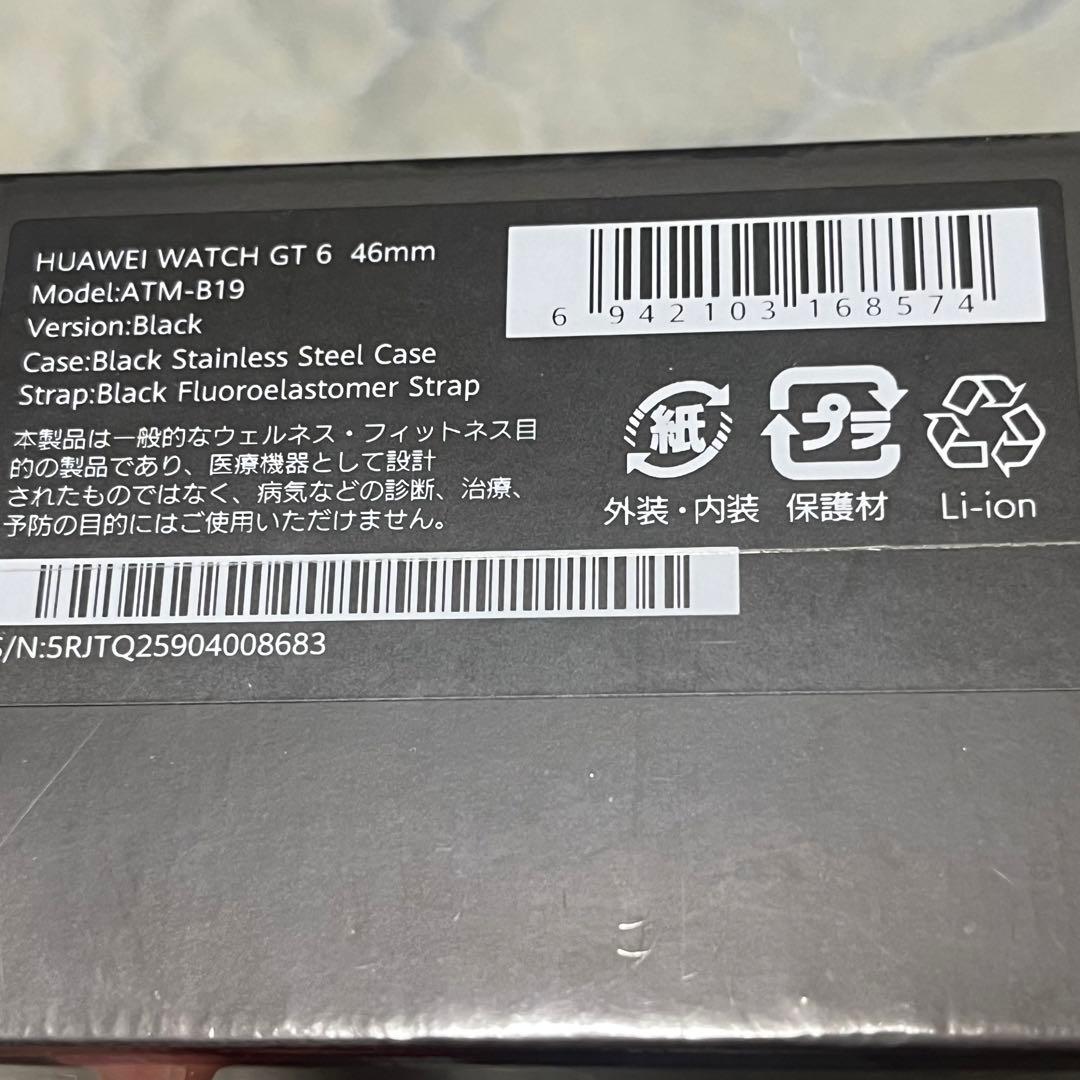 HUAWEI WATCH GT 6 46mm
Model:ATM-B19
Version:Black
Case:Black Stainless Steel Case
Strap:Black Fluoroelastomer Strap
本製品は一般的なウェルネス・フィットネス目
的の製品であり、医療機器として設計
されたものではなく、病気などの診断、治療、
予防の目的にはご使用いただけません。
6 942103 168574
紙
外装・内装
プラ
保護材
Li-ion
S/N:5RJTQ25904008683